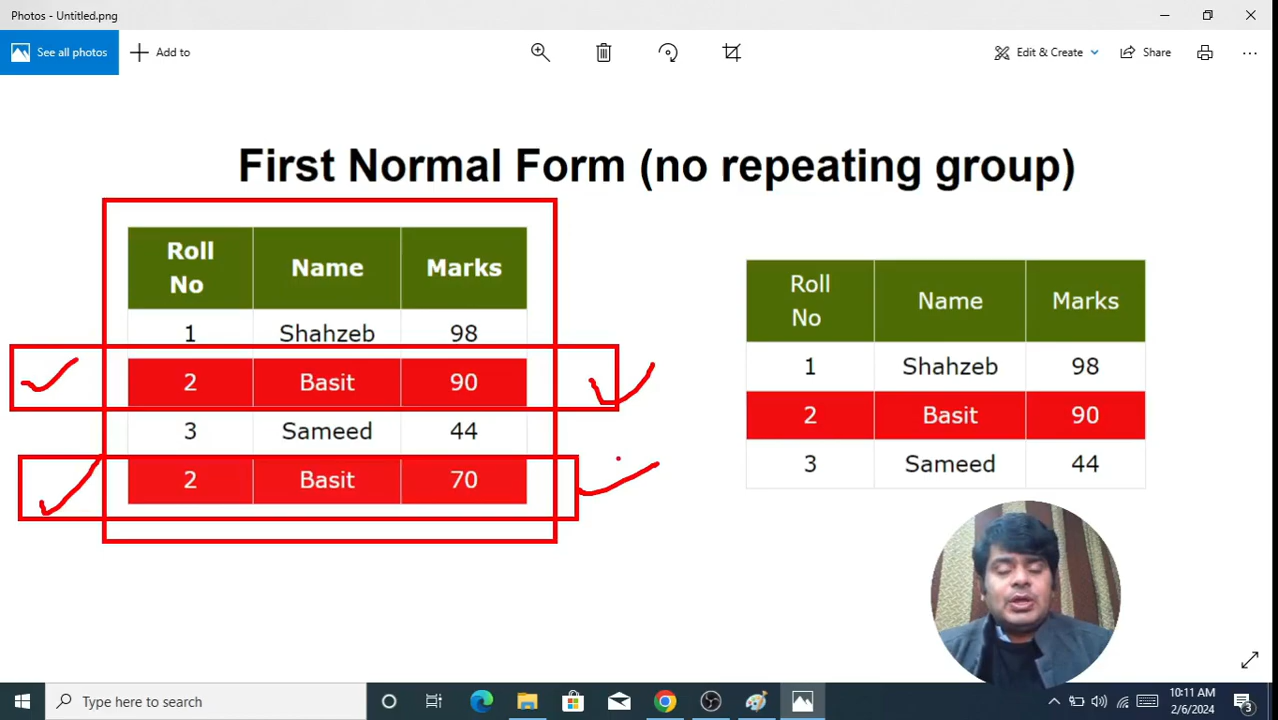 Photos - Untitled.png
See all photos
Add to
Edit & Create
Share
First Normal Form (no repeating group)
Roll No Name Marks
1 Shahzeb 98
2 Basit 90
3 Sameed 44
2 Basit 70
Roll No Name Marks
1 Shahzeb 98
2 Basit 90
3 Sameed 44
Type here to search
10:11 AM
2/6/2024
3